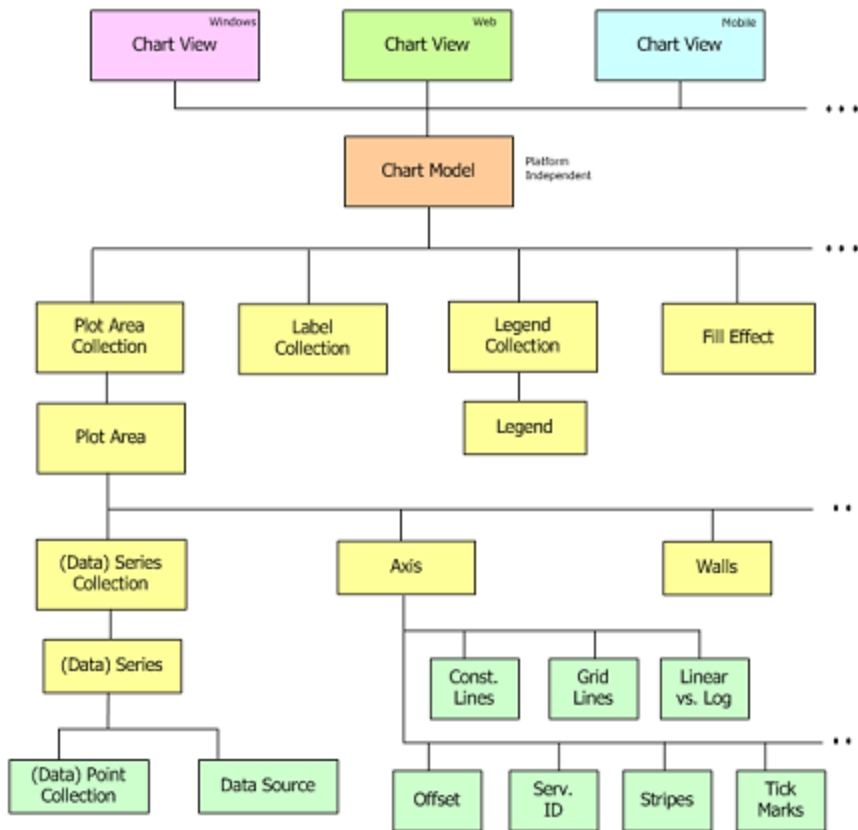 Windows
Chart View
Web
Chart View
Mobile
Chart View
Chart Model
Platform
Independent
Plot Area
Collection
Label
Collection
Legend
Collection
Fill Effect
Plot Area
Legend
(Data) Series
Collection
Axis
Walls
(Data) Series
Const.
Lines
Grid
Lines
Linear
vs. Log
(Data) Point
Collection
Data Source
Offset
Serv.
ID
Stripes
Tick
Marks